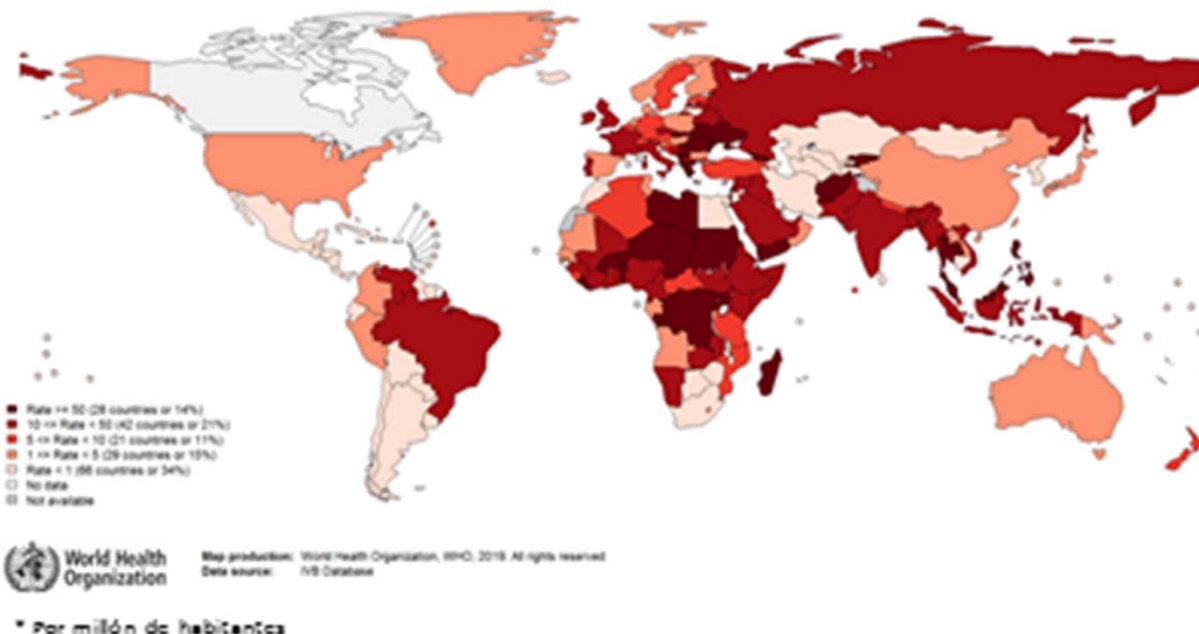 Rate >= 50 (28 countries or 14%)
10 <= Rate < 50 (42 countries or 21%)
5 <= Rate < 10 (21 countries or 11%)
1 <= Rate < 5 (29 countries or 15%)
Rate < 1 (66 countries or 34%)
No data
Not available
World Health Organization
Map production: World Health Organization, WHO, 2019. All rights reserved
Data source: IVB Database
* Por millón de habitantes